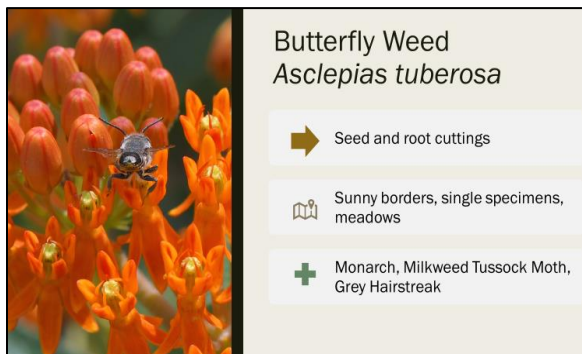 Butterfly Weed
Asclepias tuberosa
Seed and root cuttings
Sunny borders, single specimens,
meadows
Monarch, Milkweed Tussock Moth,
Grey Hairstreak